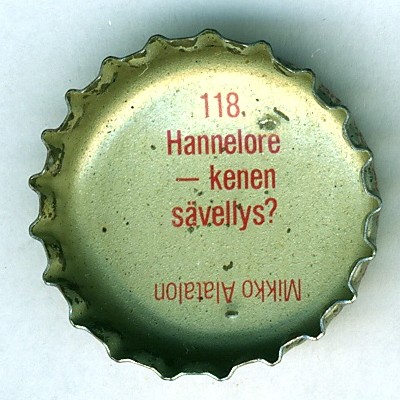 118.
Hannelore
— kenen
sävellys?
Mikko Alatalon